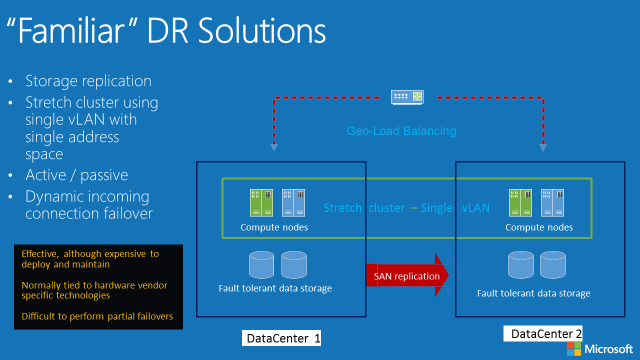 “Familiar” DR Solutions
• Storage replication
• Stretch cluster using
single vLAN with
single address
space
• Active / passive
• Dynamic incoming
connection failover
Effective, although expensive to
deploy and maintain
Normally tied to hardware vendor
specific technologies
Difficult to perform partial failovers
Geo-Load Balancing
Stretch cluster – Single vLAN
Compute nodes
Compute nodes
SAN replication
Fault tolerant data storage
Fault tolerant data storage
DataCenter 1
DataCenter 2
Microsoft